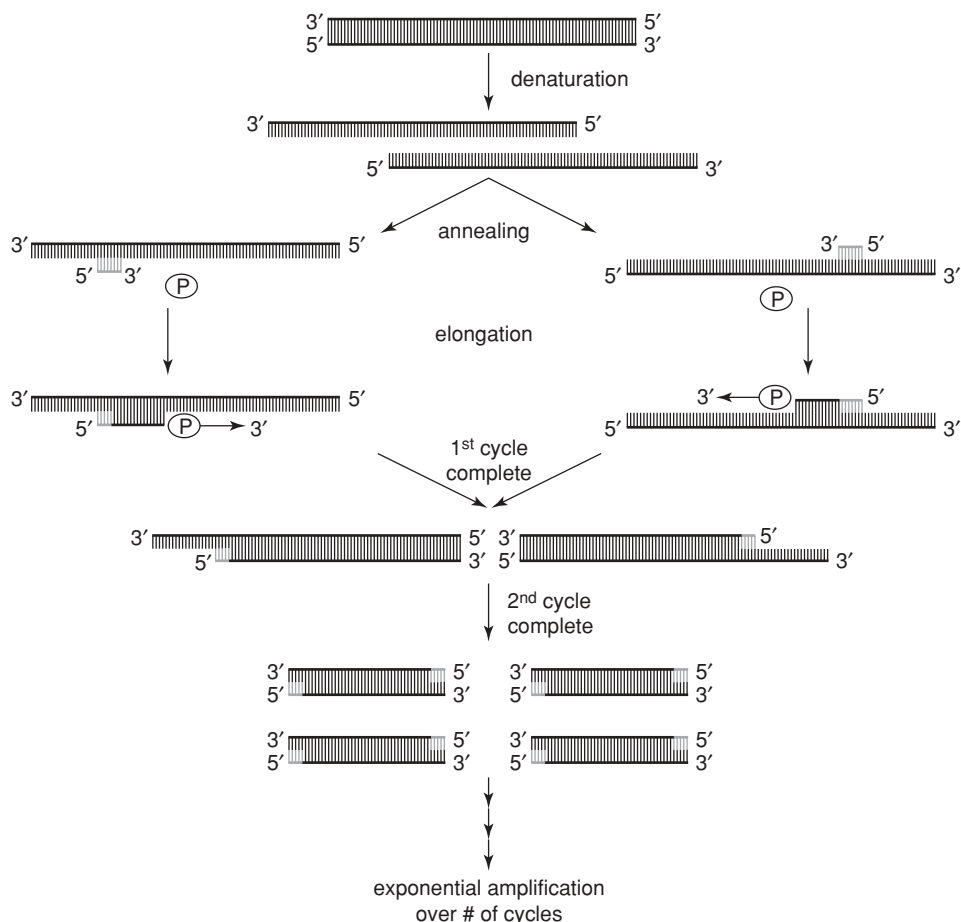 3′ 5′
5′ 3′
denaturation
3′ 5′
5′ 3′
annealing
3′ 5′
5′ 3′
P
3′ 5′
5′ 3′
P
elongation
3′ 5′
5′ P 3′
3′ P 5′
5′ 3′
1st cycle
complete
3′ 5′ 3′ 5′
5′ 3′ 5′ 3′
2nd cycle
complete
3′ 5′ 3′ 5′
5′ 3′ 5′ 3′
3′ 5′ 3′ 5′
5′ 3′ 5′ 3′
exponential amplification
over # of cycles